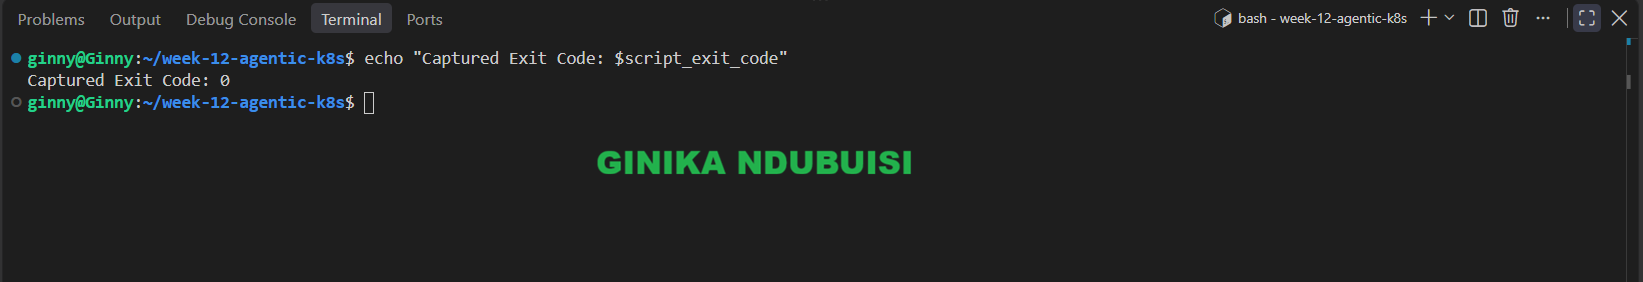 Problems Output Debug Console Terminal Ports bash - week-12-agentic-k8s
ginny@Ginny:~/week-12-agentic-k8s$ echo "Captured Exit Code: $script_exit_code"
Captured Exit Code: 0
ginny@Ginny:~/week-12-agentic-k8s$
GINIKA NDUBUISI